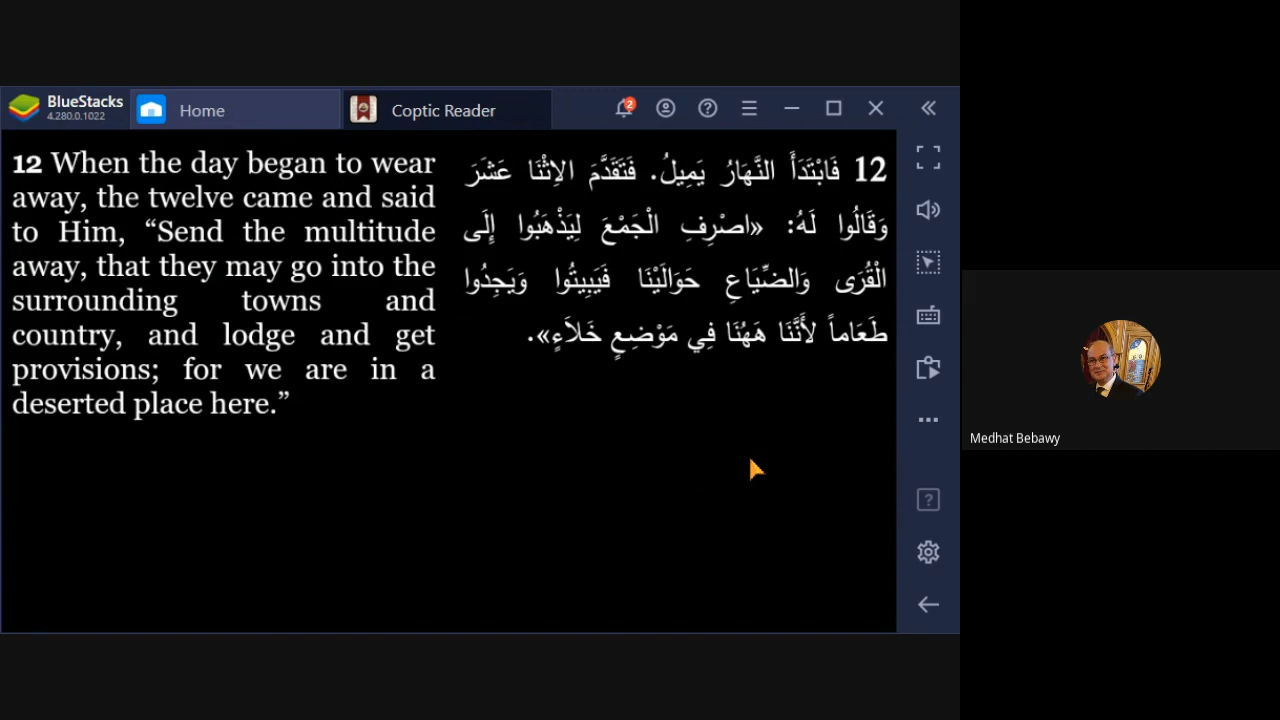 BlueStacks
4.280.0.1022
Home
Coptic Reader
2
12 When the day began to wear
away, the twelve came and said
to Him, “Send the multitude
away, that they may go into the
surrounding towns and
country, and lodge and get
provisions; for we are in a
deserted place here.”
12 فَابْتَدَأَ النَّهَارُ يَمِيلُ. فَتَقَدَّمَ الاِثْنَا عَشَرَ
وَقَالُوا لَهُ: «اصْرِفِ الْجَمْعَ لِيَذْهَبُوا إِلَى
الْقُرَى وَالضِّيَاعِ حَوَالَيْنَا فَيَبِيتُوا وَيَجِدُوا
طَعَاماً لأَنَّنَا هَهُنَا فِي مَوْضِعٍ خَلاَءٍ».
Medhat Bebawy